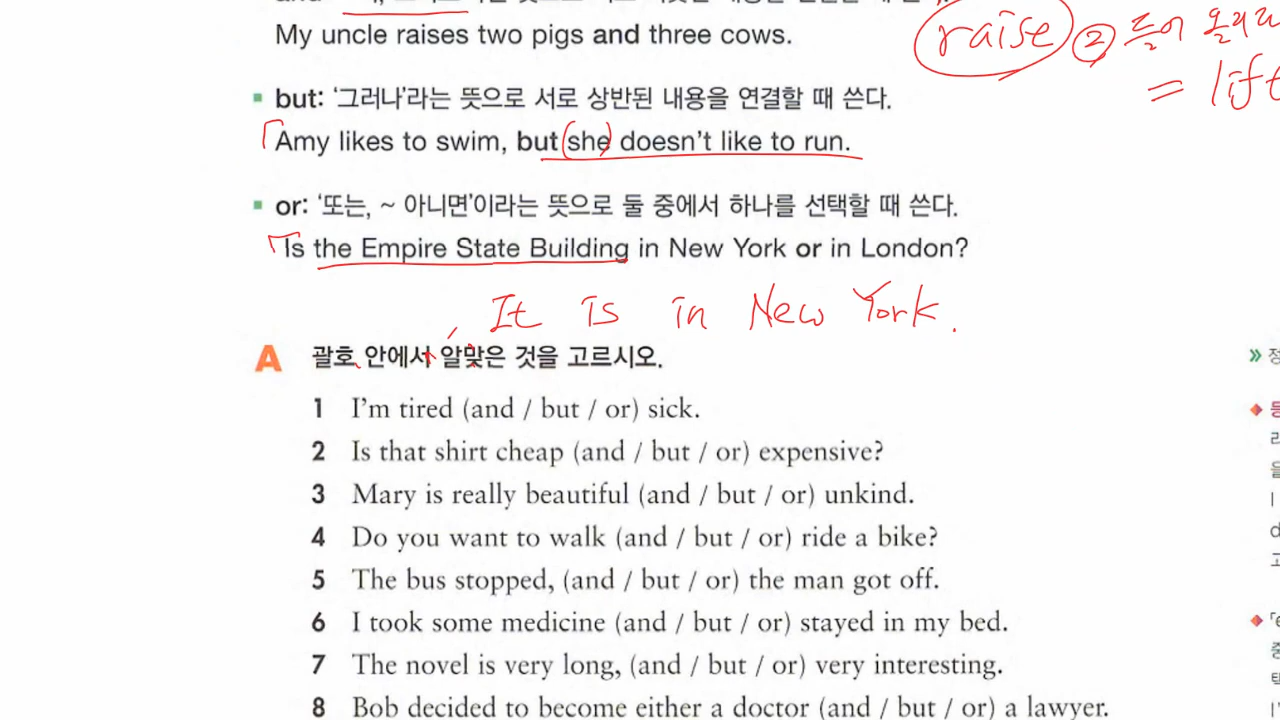 My uncle raises two pigs and three cows.
raise ② 들어 올리다
= lift
▪ but: '그러나'라는 뜻으로 서로 상반된 내용을 연결할 때 쓴다.
Amy likes to swim, but (she) doesn't like to run.
▪ or: '또는, ~ 아니면'이라는 뜻으로 둘 중에서 하나를 선택할 때 쓴다.
Is the Empire State Building in New York or in London?
It is in New York.
A 괄호 안에서 알맞은 것을 고르시오.
1 I'm tired (and / but / or) sick.
2 Is that shirt cheap (and / but / or) expensive?
3 Mary is really beautiful (and / but / or) unkind.
4 Do you want to walk (and / but / or) ride a bike?
5 The bus stopped, (and / but / or) the man got off.
6 I took some medicine (and / but / or) stayed in my bed.
7 The novel is very long, (and / but / or) very interesting.
8 Bob decided to become either a doctor (and / but / or) a lawyer.